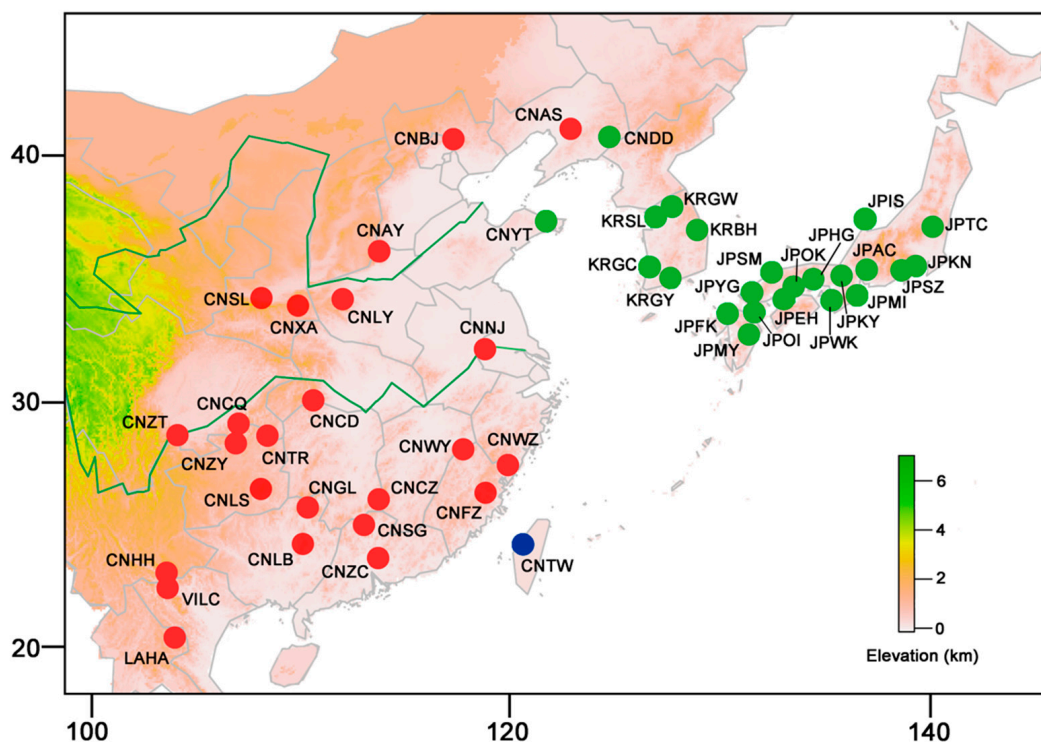 CNAS
CNBJ
CNDD
40
KRGW
JPIS
KRSL
JPTC
CNAY
CNYT
KRBH
JPHG
JPOK
JPAC
JPSM
KRGC
JPKN
CNSL
JPYG
JPSZ
KRGY
CNXA
CNLY
JPMI
JPEH
JPKY
CNNJ
JPFK
JPOI
JPWK
JPMY
30
CNCQ
CNZT
CNCD
CNWY
CNWZ
CNZY
CNTR
CNGL
CNCZ
CNLS
CNFZ
6
CNSG
4
CNHH
CNLB
CNTW
CNZC
2
VILC
0
20
LAHA
Elevation (km)
100
120
140